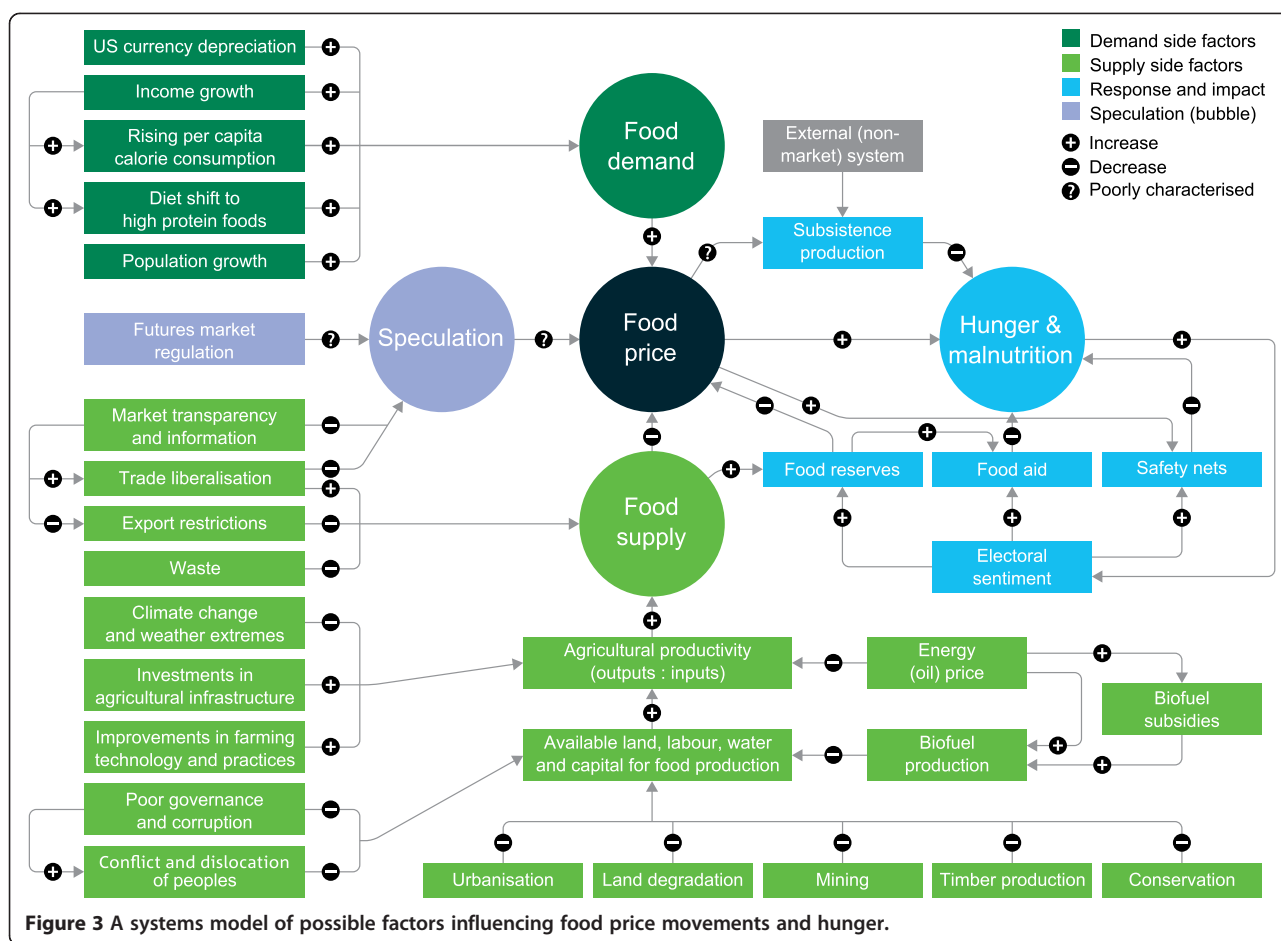 US currency depreciation
Income growth
Rising per capita
calorie consumption
Diet shift to
high protein foods
Population growth
Food
demand
External (non-
market) system
Subsistence
production
Demand side factors
Supply side factors
Response and impact
Speculation (bubble)
+ Increase
− Decrease
? Poorly characterised
Futures market
regulation
Speculation
Food
price
Hunger &
malnutrition
Market transparency
and information
Trade liberalisation
Export restrictions
Waste
Food
supply
Food reserves
Food aid
Safety nets
Electoral
sentiment
Climate change
and weather extremes
Investments in
agricultural infrastructure
Improvements in farming
technology and practices
Poor governance
and corruption
Conflict and dislocation
of peoples
Agricultural productivity
(outputs : inputs)
Energy
(oil) price
Biofuel
subsidies
Available land, labour, water
and capital for food production
Biofuel
production
Urbanisation
Land degradation
Mining
Timber production
Conservation
Figure 3 A systems model of possible factors influencing food price movements and hunger.